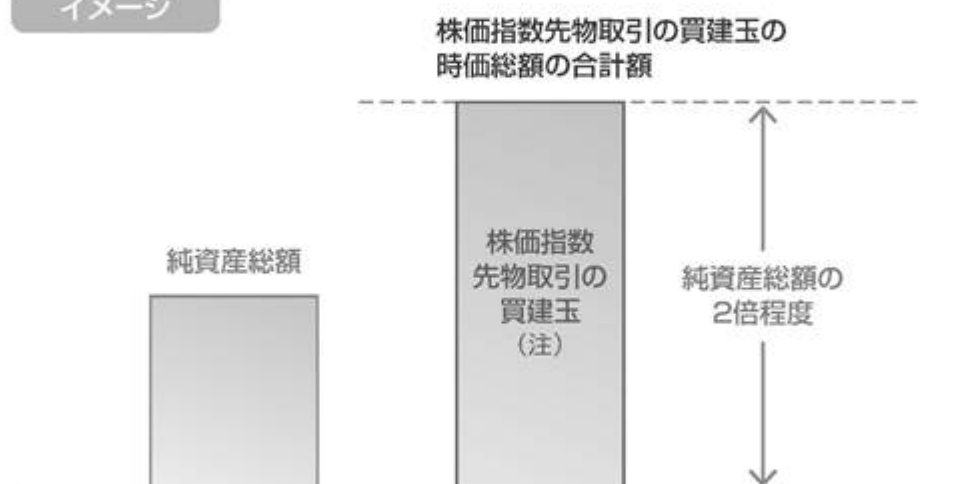 イメージ
株価指数先物取引の買建玉の
時価総額の合計額
純資産総額
株価指数
先物取引の
買建玉
（注）
純資産総額の
2倍程度